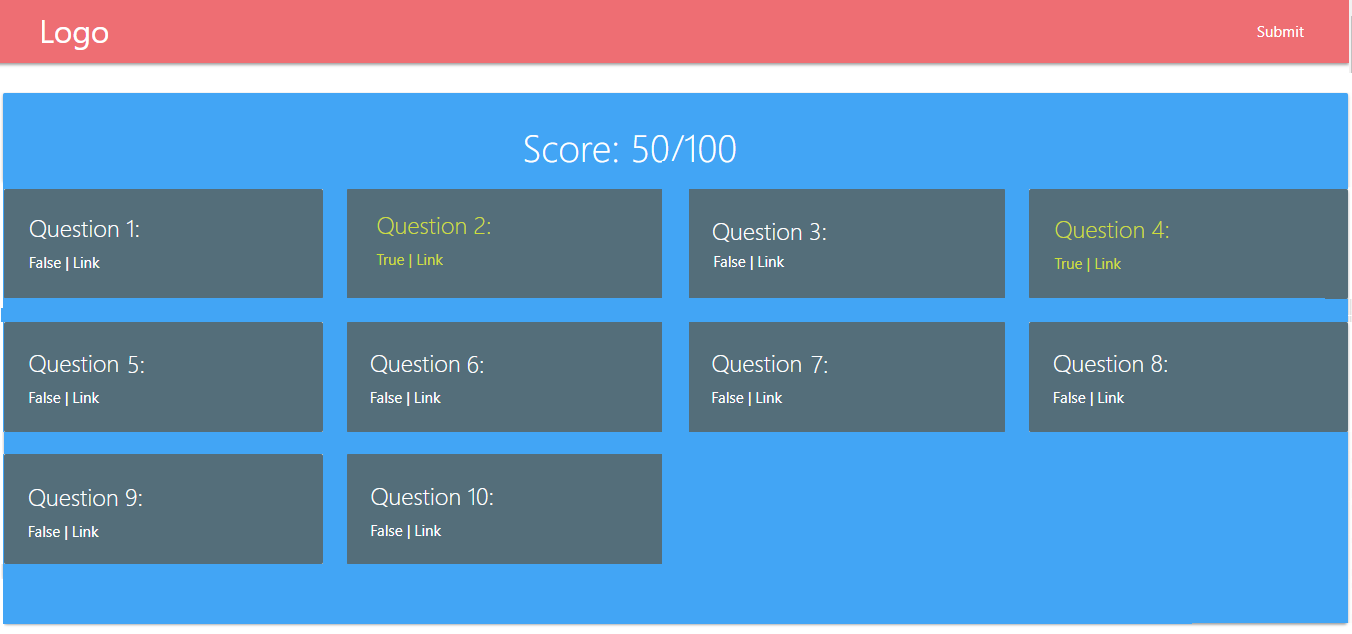 Logo
Submit
Score: 50/100
Question 1:
False | Link
Question 2:
True | Link
Question 3:
False | Link
Question 4:
True | Link
Question 5:
False | Link
Question 6:
False | Link
Question 7:
False | Link
Question 8:
False | Link
Question 9:
False | Link
Question 10:
False | Link